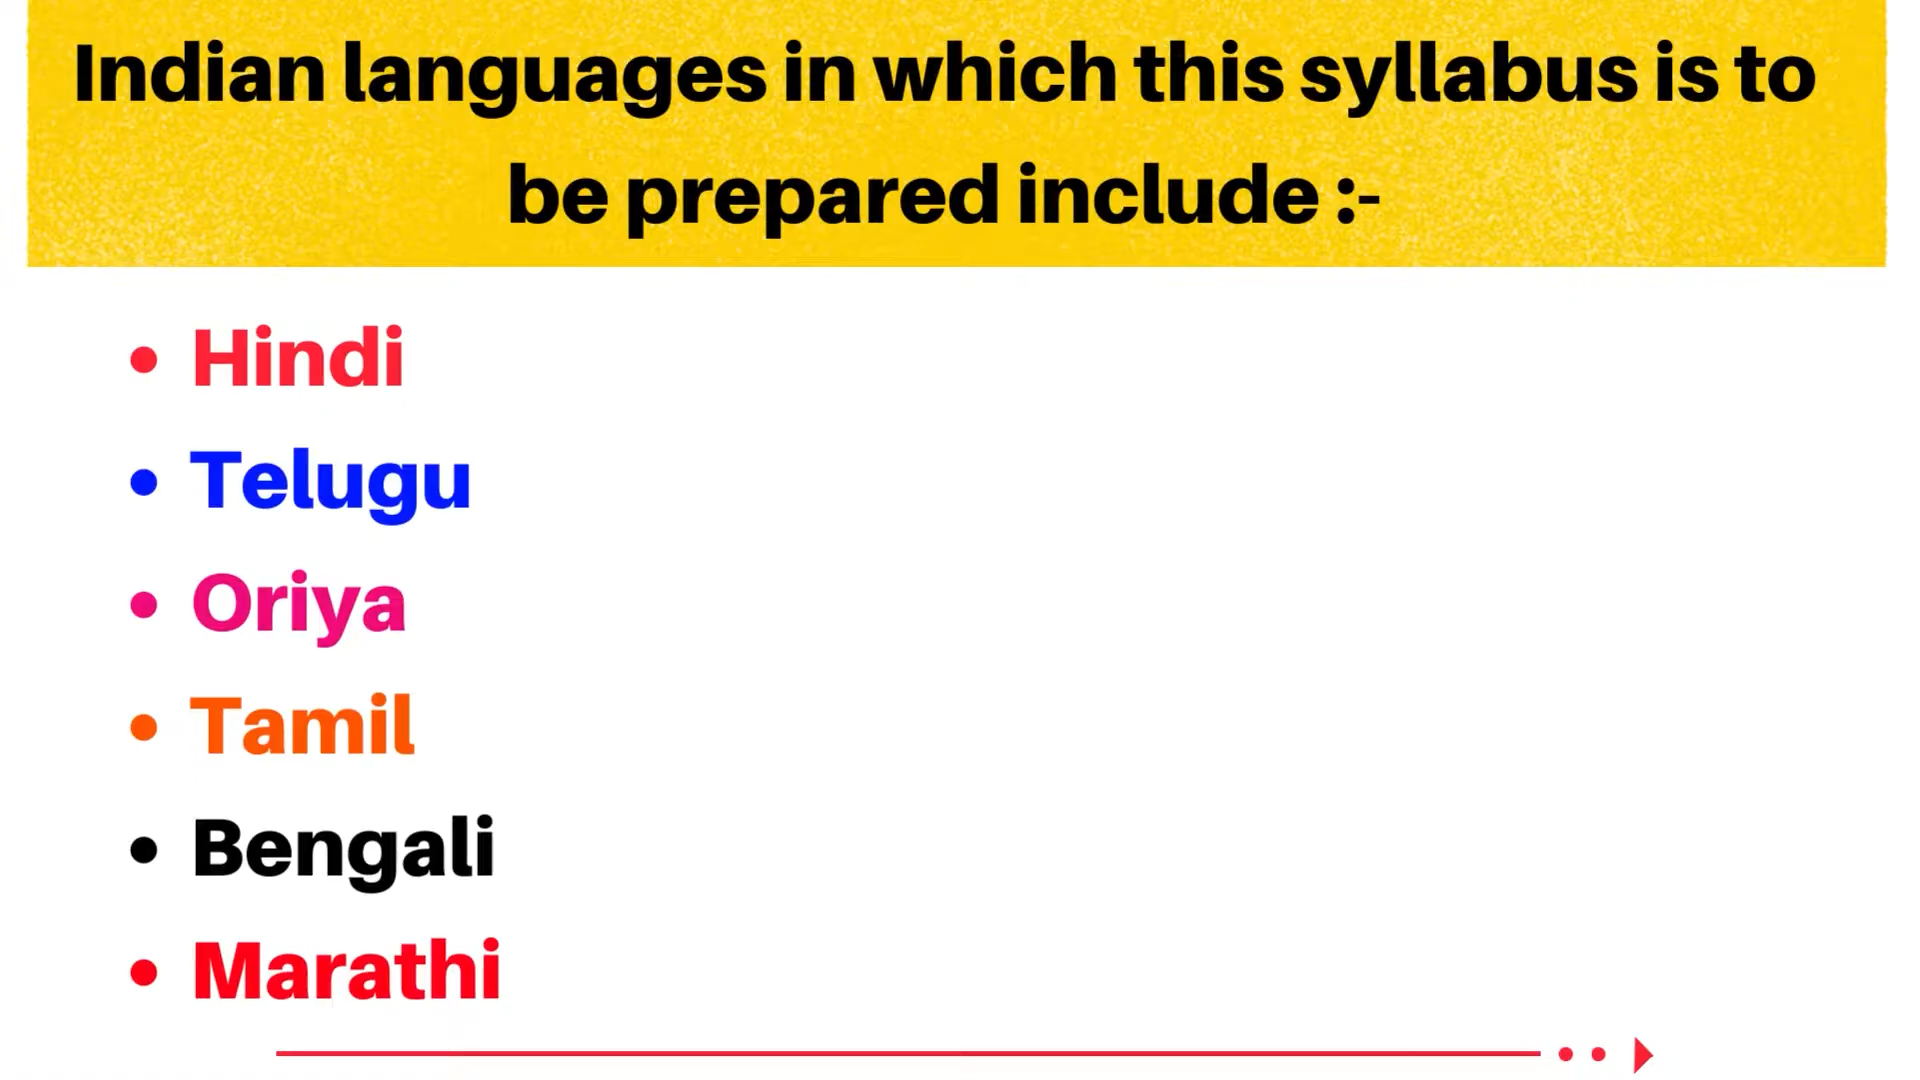 Indian languages in which this syllabus is to
be prepared include :-
• Hindi
• Telugu
• Oriya
• Tamil
• Bengali
• Marathi